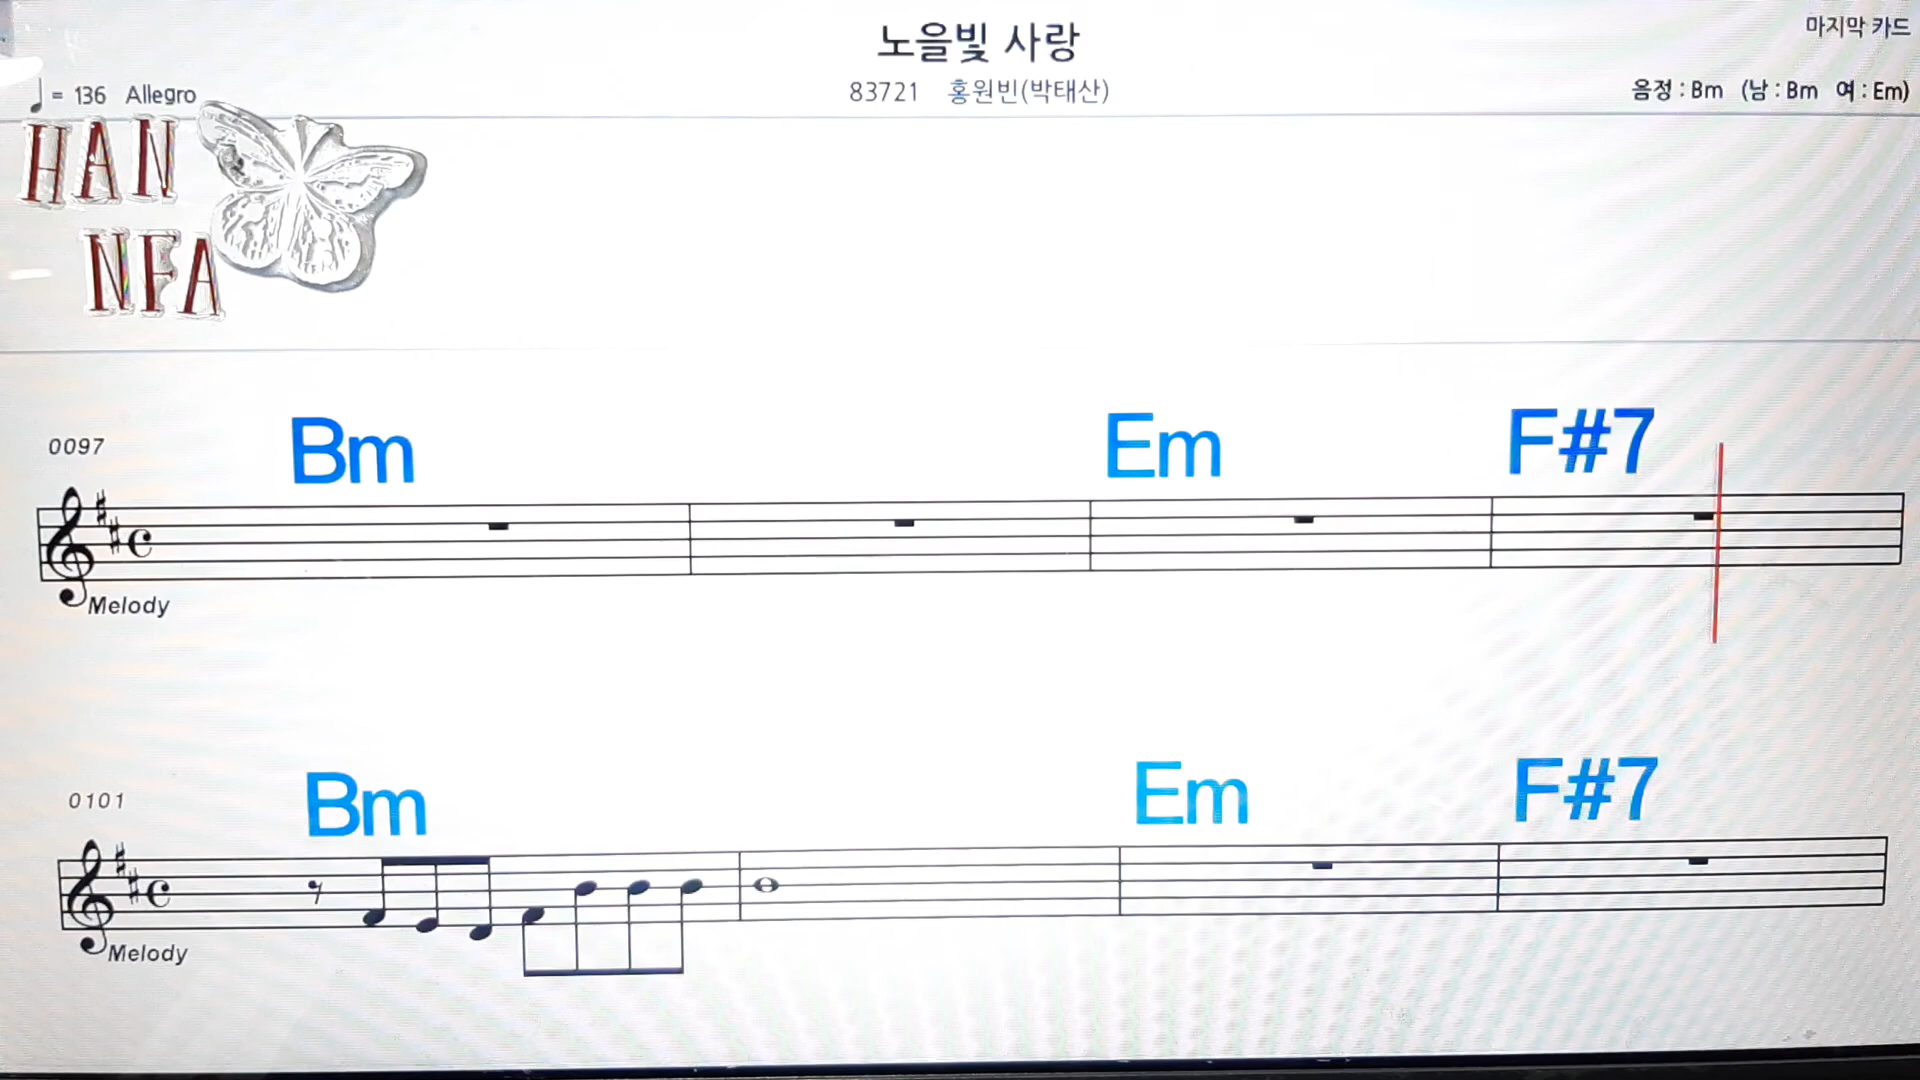 노을빛 사랑
마지막 카드
= 136 Allegro
83721 홍원빈(박태산)
음정 : Bm (남 : Bm 여 : Em)
HAN
NFA
0097
Bm Em F#7
Melody
0101
Bm Em F#7
Melody